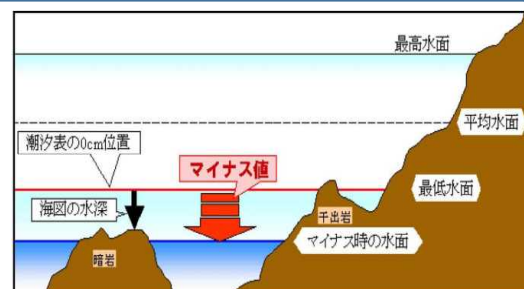 最高水面
平均水面
潮汐表の0cm位置
マイナス値
最低水面
海図の水深
干出岩
マイナス時の水面
暗岩